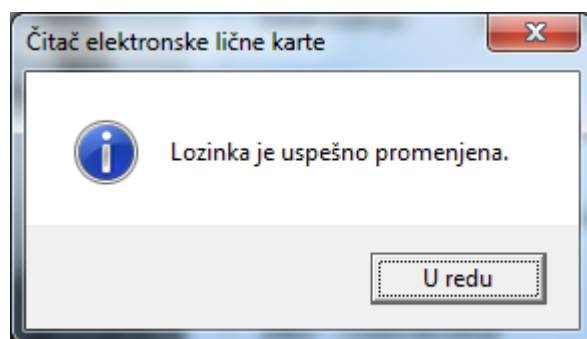 Čitač elektronske lične karte
Lozinka je uspešno promenjena.
U redu